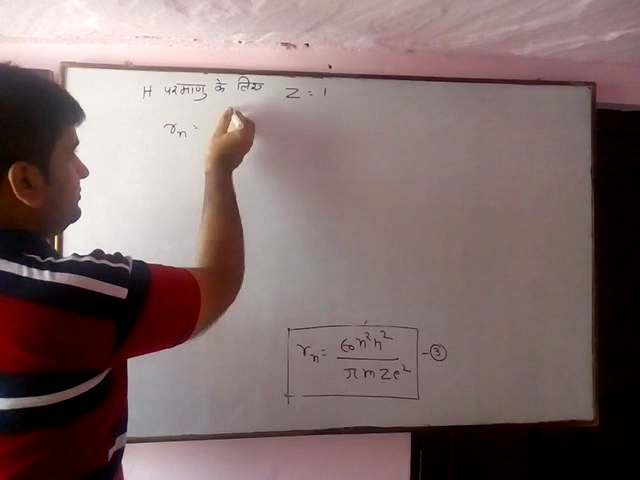 H परमाणु के लिए Z = 1
rₙ =
rₙ = ϵ₀n²h² / πmZe² — ③